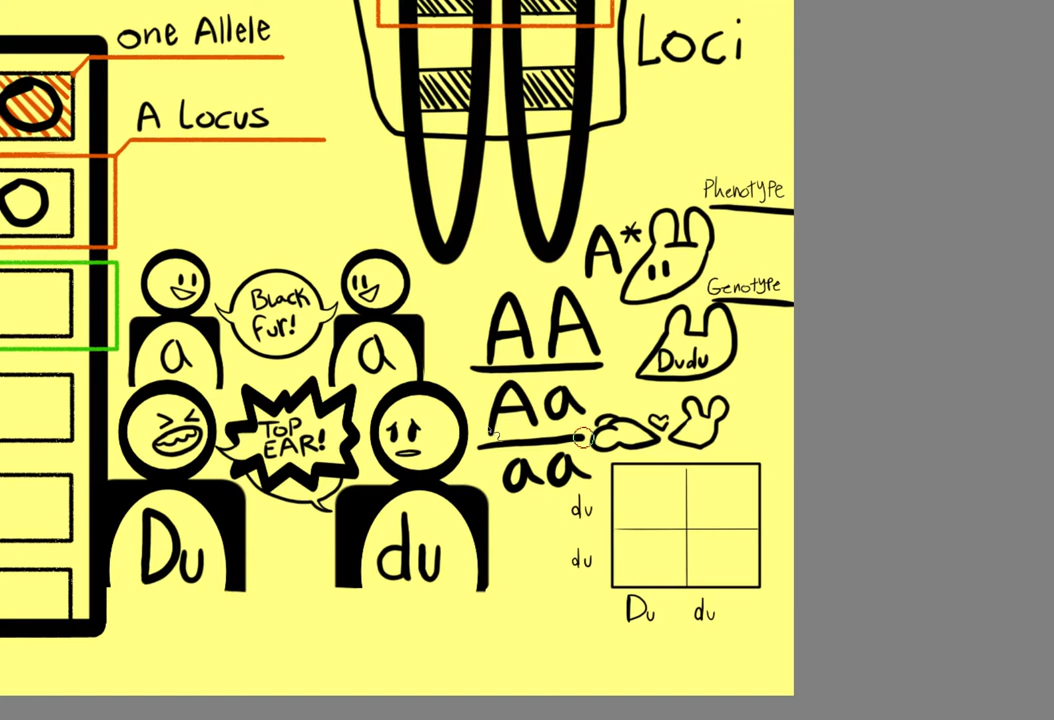 one Allele
A Locus
Loci
Phenotype
A*
Genotype
Dudu
Black
Fur!
a
a
AA
Aa
aa
TOP
EAR!
Du
du
du
du
Du du